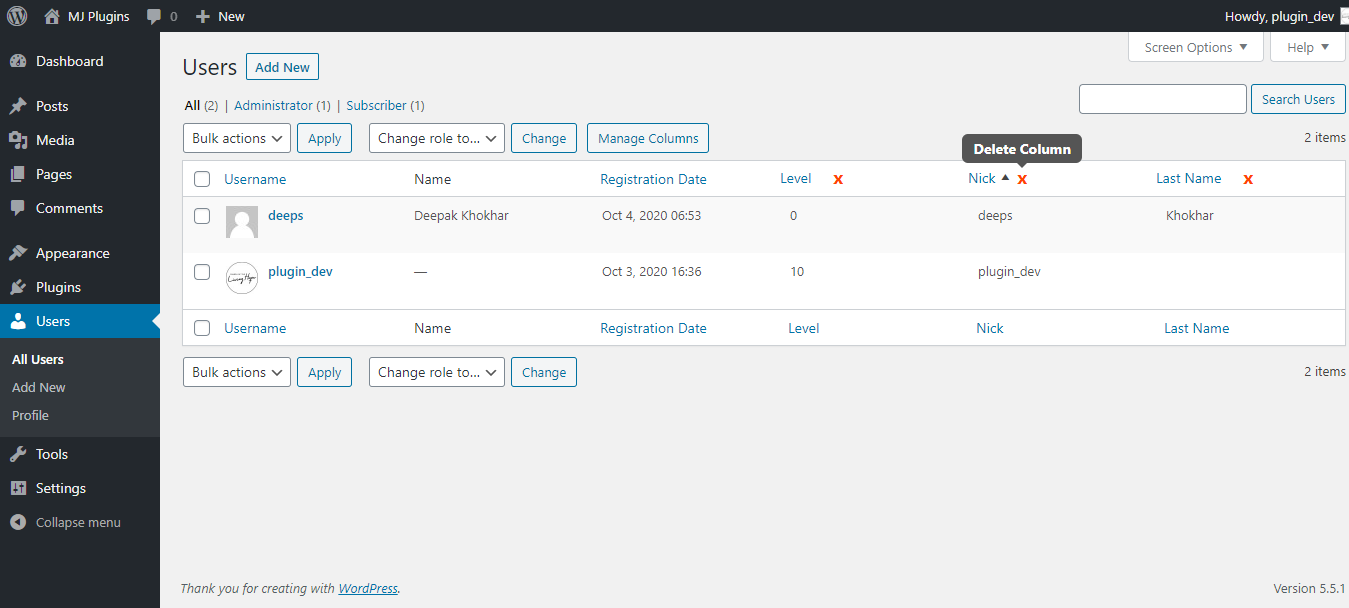 MJ Plugins 0 New Howdy, plugin_dev
Dashboard
Posts
Media
Pages
Comments
Appearance
Plugins
Users
All Users
Add New
Profile
Tools
Settings
Collapse menu
Screen Options Help
Users Add New
All (2) | Administrator (1) | Subscriber (1)
Search Users
Bulk actions Apply Change role to... Change Manage Columns 2 items
Delete Column
Username Name Registration Date Level X Nick X Last Name X
deeps Deepak Khokhar Oct 4, 2020 06:53 0 deeps Khokhar
plugin_dev — Oct 3, 2020 16:36 10 plugin_dev
Username Name Registration Date Level Nick Last Name
Bulk actions Apply Change role to... Change 2 items
Thank you for creating with WordPress. Version 5.5.1